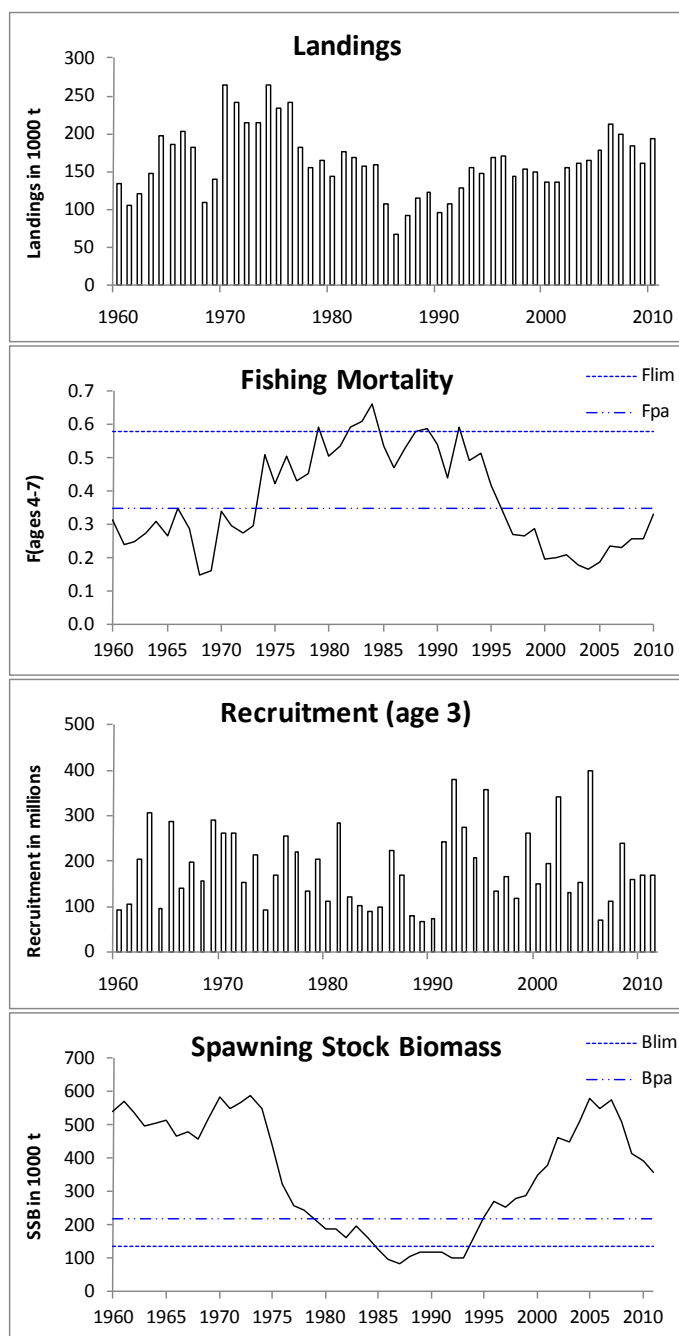 Landings
Landings in 1000 t
300
250
200
150
100
50
0
1960 1970 1980 1990 2000 2010
Fishing Mortality
Flim
Fpa
F(ages 4-7)
0.7
0.6
0.5
0.4
0.3
0.2
0.1
0.0
1960 1965 1970 1975 1980 1985 1990 1995 2000 2005 2010
Recruitment (age 3)
Recruitment in millions
500
400
300
200
100
0
1960 1970 1980 1990 2000 2010
Spawning Stock Biomass
Blim
Bpa
SSB in 1000 t
700
600
500
400
300
200
100
0
1960 1965 1970 1975 1980 1985 1990 1995 2000 2005 2010